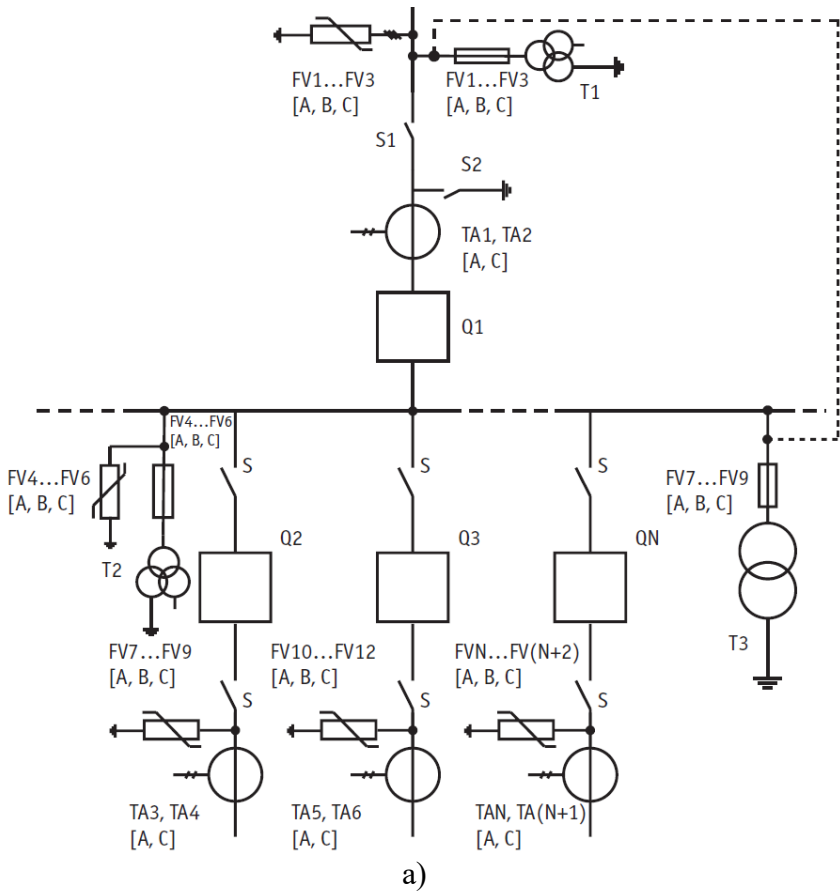 FV1...FV3
[A, B, C]
FV1...FV3
[A, B, C]
T1
S1
S2
TA1, TA2
[A, C]
Q1
FV4...FV6
[A, B, C]
FV4...FV6
[A, B, C]
S
S
S
FV7...FV9
[A, B, C]
Q2
Q3
QN
T2
T3
FV7...FV9
[A, B, C]
FV10...FV12
[A, B, C]
FVN...FV(N+2)
[A, B, C]
S
S
S
TA3, TA4
[A, C]
TA5, TA6
[A, C]
TAN, TA(N+1)
[A, C]
a)